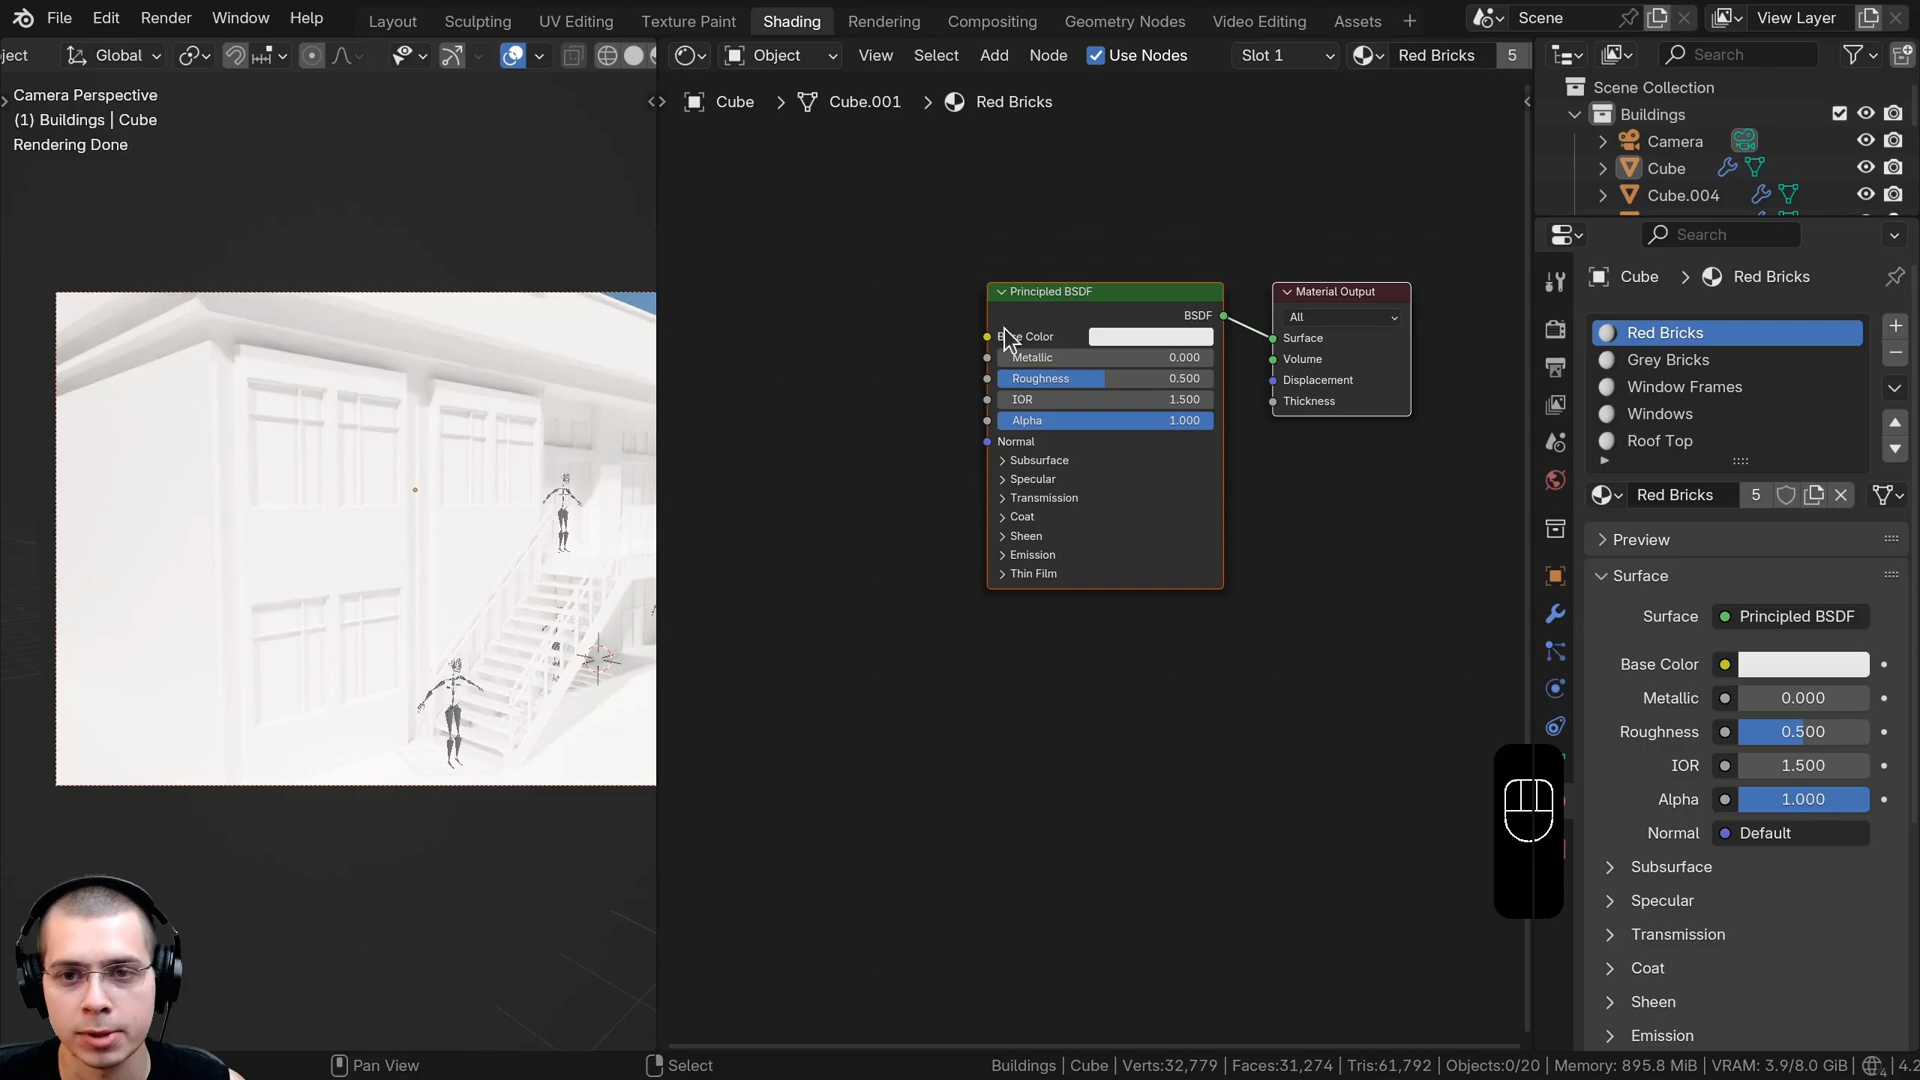 File Edit Render Window Help Layout Sculpting UV Editing Texture Paint Shading Rendering Compositing Geometry Nodes Video Editing Assets + Scene View Layer
ject Global Object View Select Add Node Use Nodes Slot 1 Red Bricks 5 Search
Camera Perspective
(1) Buildings | Cube
Rendering Done
Cube > Cube.001 > Red Bricks
Principled BSDF
BSDF
Base Color
Metallic 0.000
Roughness 0.500
IOR 1.500
Alpha 1.000
Normal
Subsurface
Specular
Transmission
Coat
Sheen
Emission
Thin Film
Material Output
All
Surface
Volume
Displacement
Thickness
Scene Collection
Buildings
Camera
Cube
Cube.004
Search
Cube > Red Bricks
Red Bricks
Grey Bricks
Window Frames
Windows
Roof Top
Red Bricks 5
Preview
Surface
Surface Principled BSDF
Base Color
Metallic 0.000
Roughness 0.500
IOR 1.500
Alpha 1.000
Normal Default
Subsurface
Specular
Transmission
Coat
Sheen
Emission
Pan View Select Buildings | Cube | Verts:32,779 | Faces:31,274 | Tris:61,792 | Objects:0/20 | Memory: 895.8 MiB | VRAM: 3.9/8.0 GiB | 4 4.2